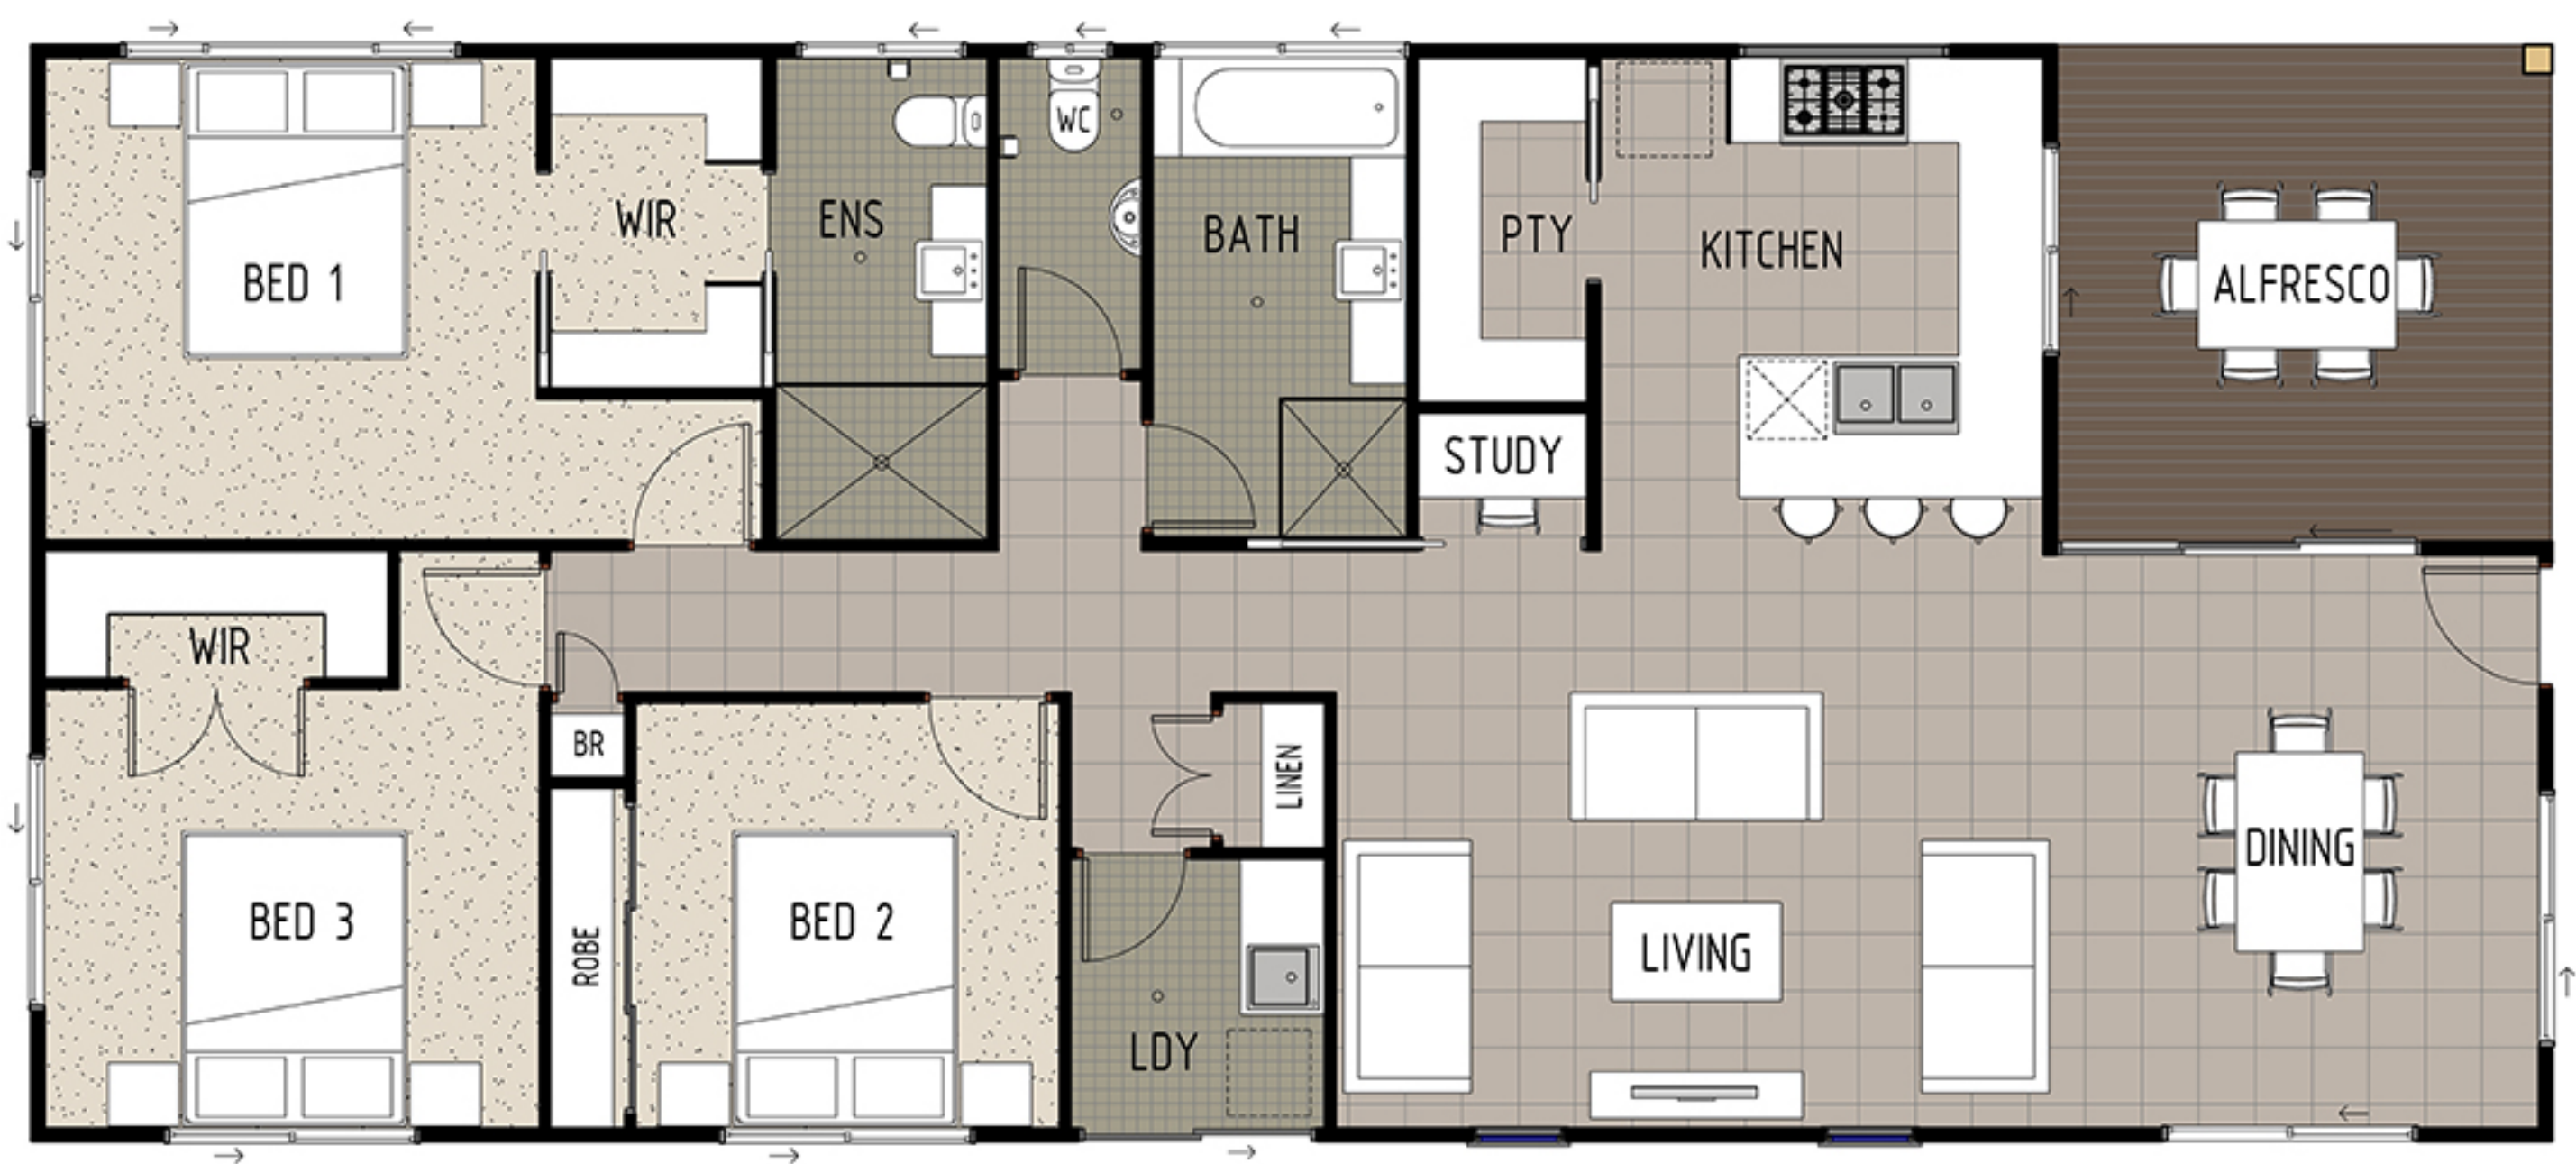 BED 1
WIR
ENS
WC
BATH
PTY
KITCHEN
ALFRESCO
STUDY
WIR
BR
LINEN
BED 3
ROBE
BED 2
LDY
LIVING
DINING